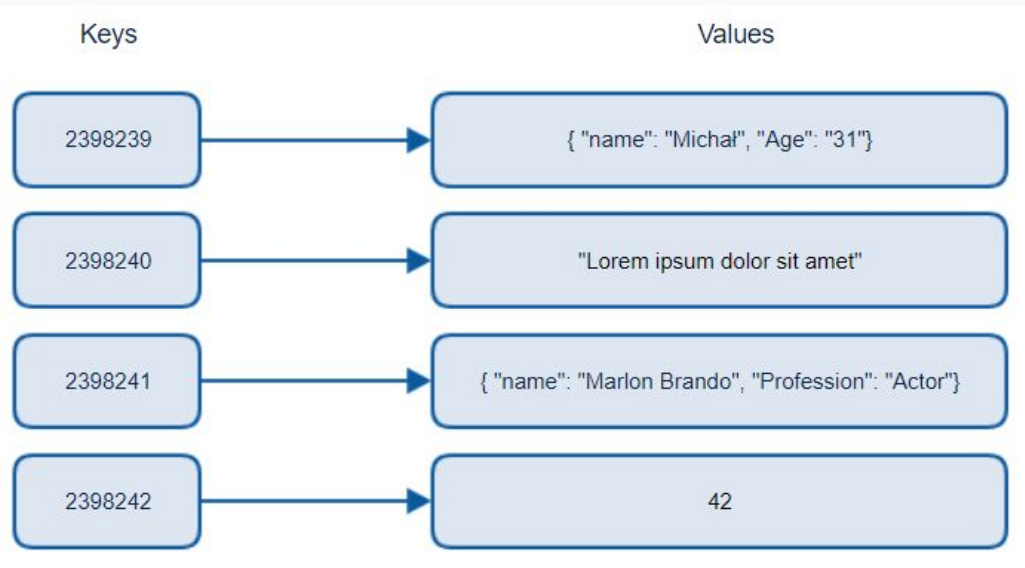 Keys Values
2398239 { "name": "Michał", "Age": "31"}
2398240 "Lorem ipsum dolor sit amet"
2398241 { "name": "Marlon Brando", "Profession": "Actor"}
2398242 42